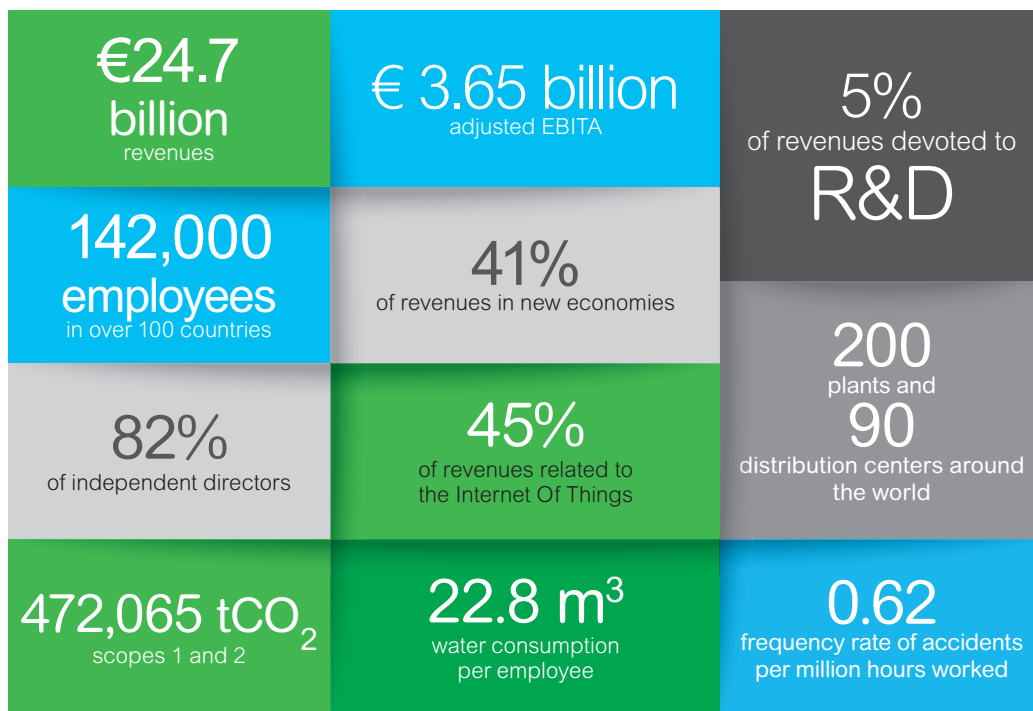 €24.7
billion
revenues
€ 3.65 billion
adjusted EBITA
5%
of revenues devoted to
R&D
142,000
employees
in over 100 countries
41%
of revenues in new economies
200
plants and
90
distribution centers around
the world
82%
of independent directors
45%
of revenues related to
the Internet Of Things
472,065 tCO₂
scopes 1 and 2
22.8 m³
water consumption
per employee
0.62
frequency rate of accidents
per million hours worked